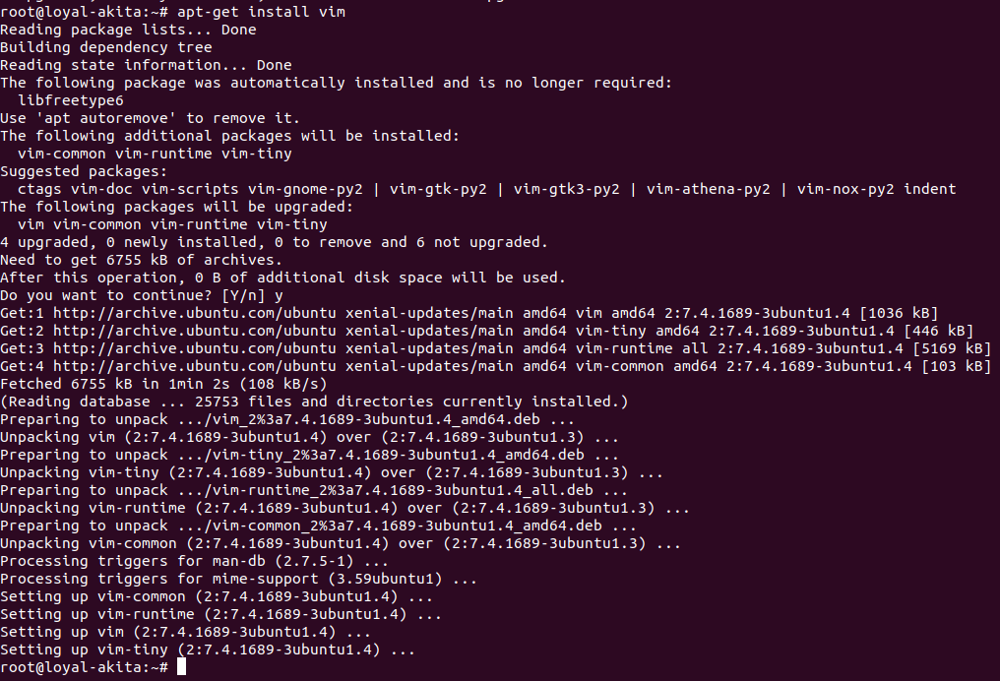 root@loyal-akita:~# apt-get install vim
Reading package lists... Done
Building dependency tree
Reading state information... Done
The following package was automatically installed and is no longer required:
  libfreetype6
Use 'apt autoremove' to remove it.
The following additional packages will be installed:
  vim-common vim-runtime vim-tiny
Suggested packages:
  ctags vim-doc vim-scripts vim-gnome-py2 | vim-gtk-py2 | vim-gtk3-py2 | vim-athena-py2 | vim-nox-py2 indent
The following packages will be upgraded:
  vim vim-common vim-runtime vim-tiny
4 upgraded, 0 newly installed, 0 to remove and 6 not upgraded.
Need to get 6755 kB of archives.
After this operation, 0 B of additional disk space will be used.
Do you want to continue? [Y/n] y
Get:1 http://archive.ubuntu.com/ubuntu xenial-updates/main amd64 vim amd64 2:7.4.1689-3ubuntu1.4 [1036 kB]
Get:2 http://archive.ubuntu.com/ubuntu xenial-updates/main amd64 vim-tiny amd64 2:7.4.1689-3ubuntu1.4 [446 kB]
Get:3 http://archive.ubuntu.com/ubuntu xenial-updates/main amd64 vim-runtime all 2:7.4.1689-3ubuntu1.4 [5169 kB]
Get:4 http://archive.ubuntu.com/ubuntu xenial-updates/main amd64 vim-common amd64 2:7.4.1689-3ubuntu1.4 [103 kB]
Fetched 6755 kB in 1min 2s (108 kB/s)
(Reading database ... 25753 files and directories currently installed.)
Preparing to unpack .../vim_2%3a7.4.1689-3ubuntu1.4_amd64.deb ...
Unpacking vim (2:7.4.1689-3ubuntu1.4) over (2:7.4.1689-3ubuntu1.3) ...
Preparing to unpack .../vim-tiny_2%3a7.4.1689-3ubuntu1.4_amd64.deb ...
Unpacking vim-tiny (2:7.4.1689-3ubuntu1.4) over (2:7.4.1689-3ubuntu1.3) ...
Preparing to unpack .../vim-runtime_2%3a7.4.1689-3ubuntu1.4_all.deb ...
Unpacking vim-runtime (2:7.4.1689-3ubuntu1.4) over (2:7.4.1689-3ubuntu1.3) ...
Preparing to unpack .../vim-common_2%3a7.4.1689-3ubuntu1.4_amd64.deb ...
Unpacking vim-common (2:7.4.1689-3ubuntu1.4) over (2:7.4.1689-3ubuntu1.3) ...
Processing triggers for man-db (2.7.5-1) ...
Processing triggers for mime-support (3.59ubuntu1) ...
Setting up vim-common (2:7.4.1689-3ubuntu1.4) ...
Setting up vim-runtime (2:7.4.1689-3ubuntu1.4) ...
Setting up vim (2:7.4.1689-3ubuntu1.4) ...
Setting up vim-tiny (2:7.4.1689-3ubuntu1.4) ...
root@loyal-akita:~#